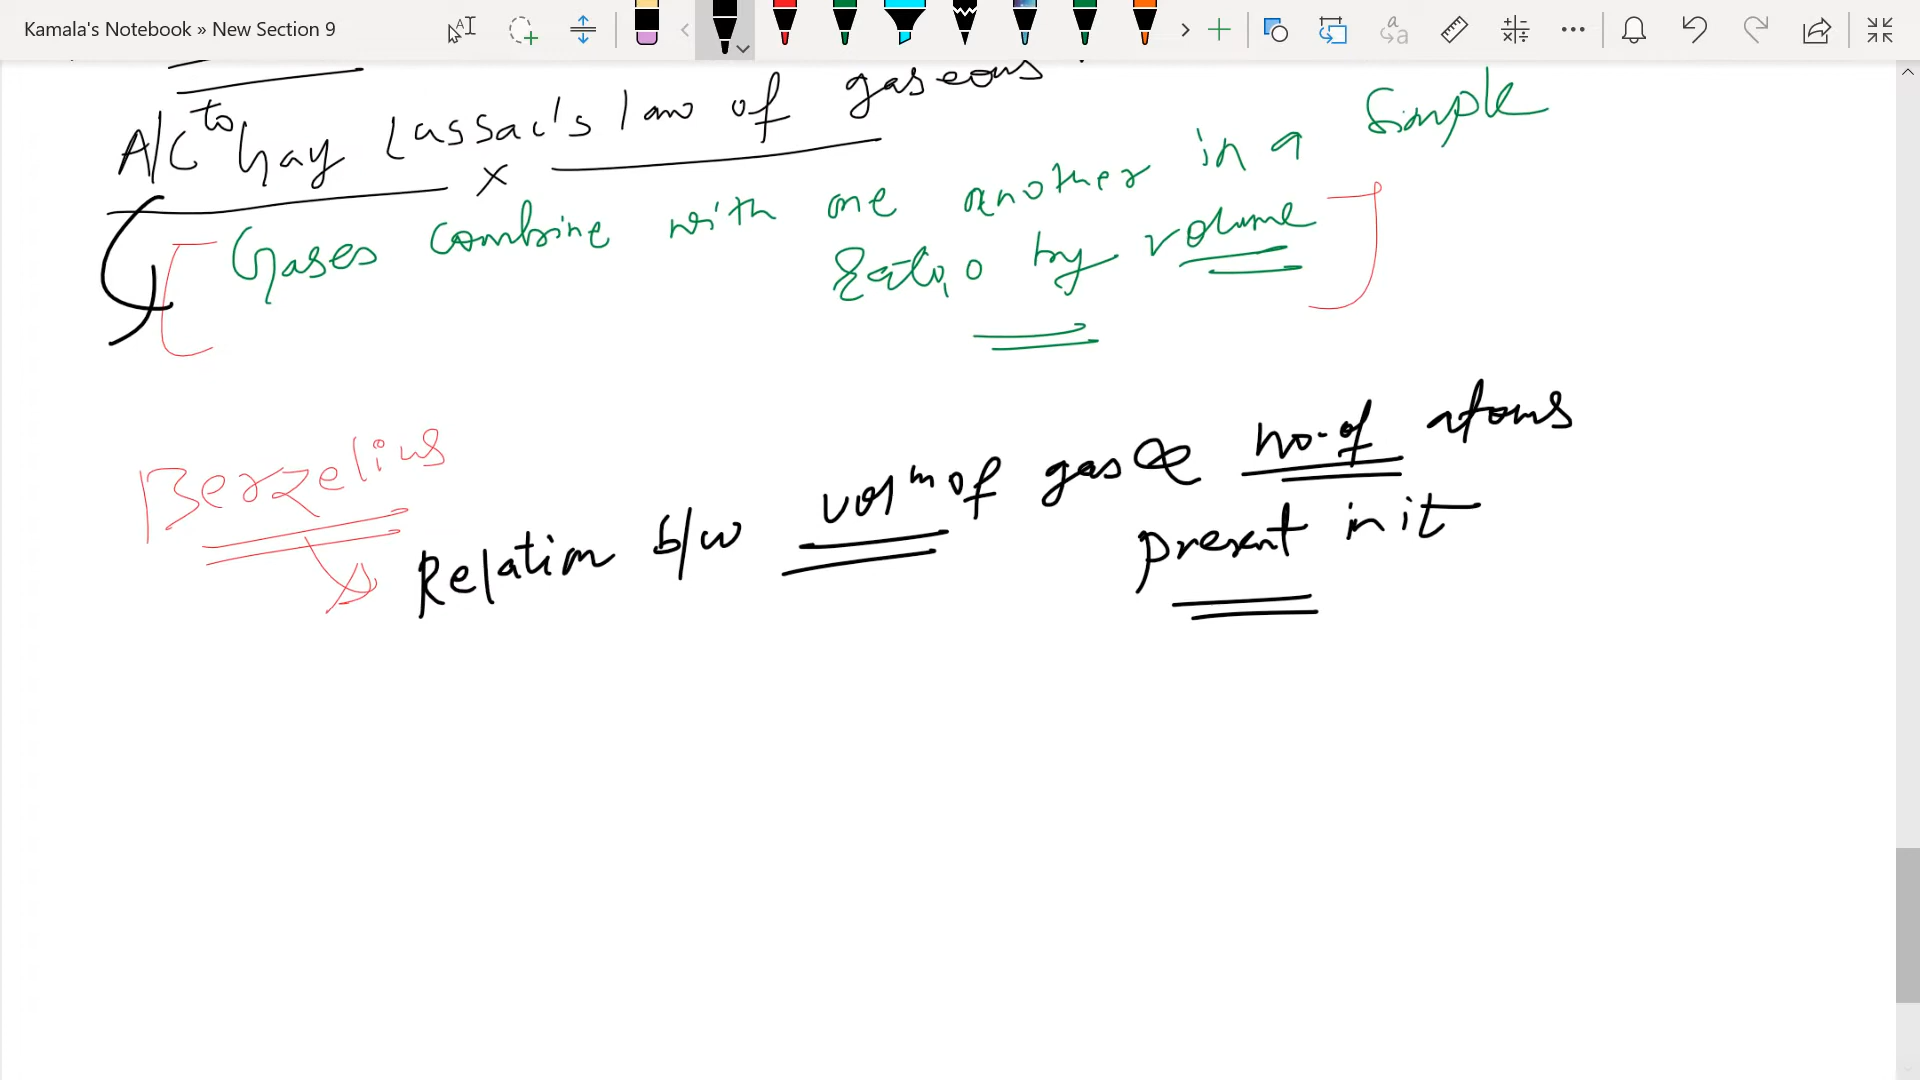 Kamala's Notebook » New Section 9
A/C to Gay Lussac's law of gaseous
Gases combine with one another in a Simple
Ratio by volume
Berzelius
Relation b/w volm of gas & no. of atoms
present in it